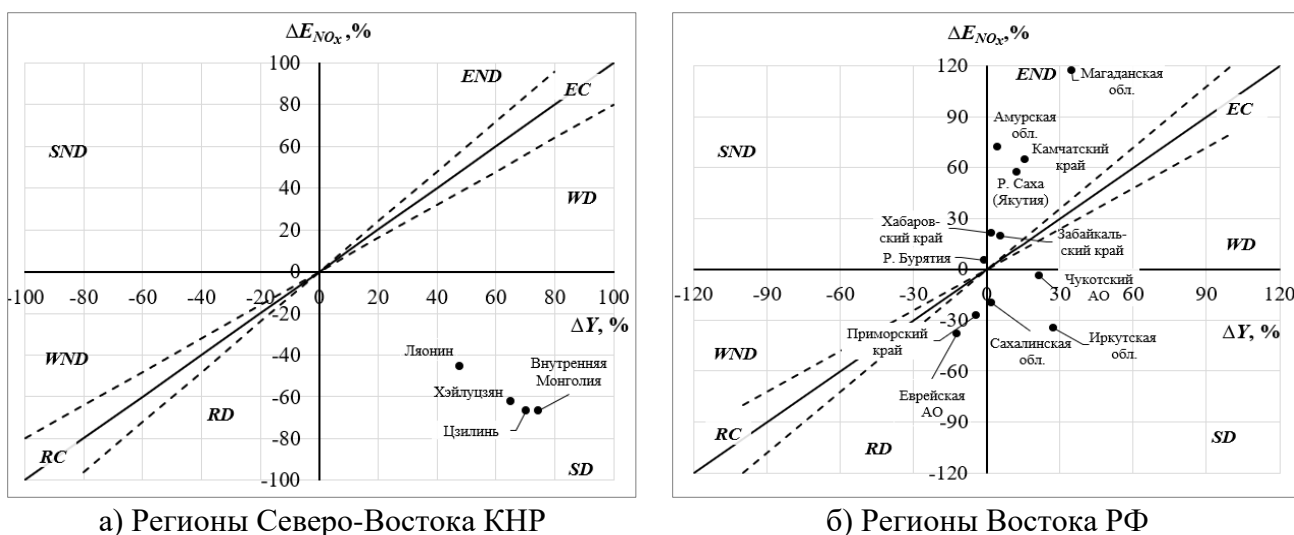 ΔE_NOx,%
100
END
EC
80
60
SND
40
WD
20
0
-100 -80 -60 -40 -20 0 20 40 60 80 100
-20
ΔY, %
WND
-40
Ляонин
Внутренняя
Монголия
-60
Хэйлуцзян
RD
Цзилинь
-80
RC
SD
-100
а) Регионы Северо-Востока КНР
ΔE_NOx,%
120
END
Магаданская
обл.
EC
90
Амурская
обл.
Камчатский
край
SND
60
Р. Саха
(Якутия)
30
Хабаров-
ский край
Забайкаль-
ский край
WD
Р. Бурятия
0
-120 -90 -60 -30 0 30 60 90 120
Чукотский
АО
-30
ΔY, %
Приморский
край
Сахалинская
обл.
Иркутская
обл.
WND
-60
Еврейская
АО
-90
RC
RD
SD
-120
б) Регионы Востока РФ